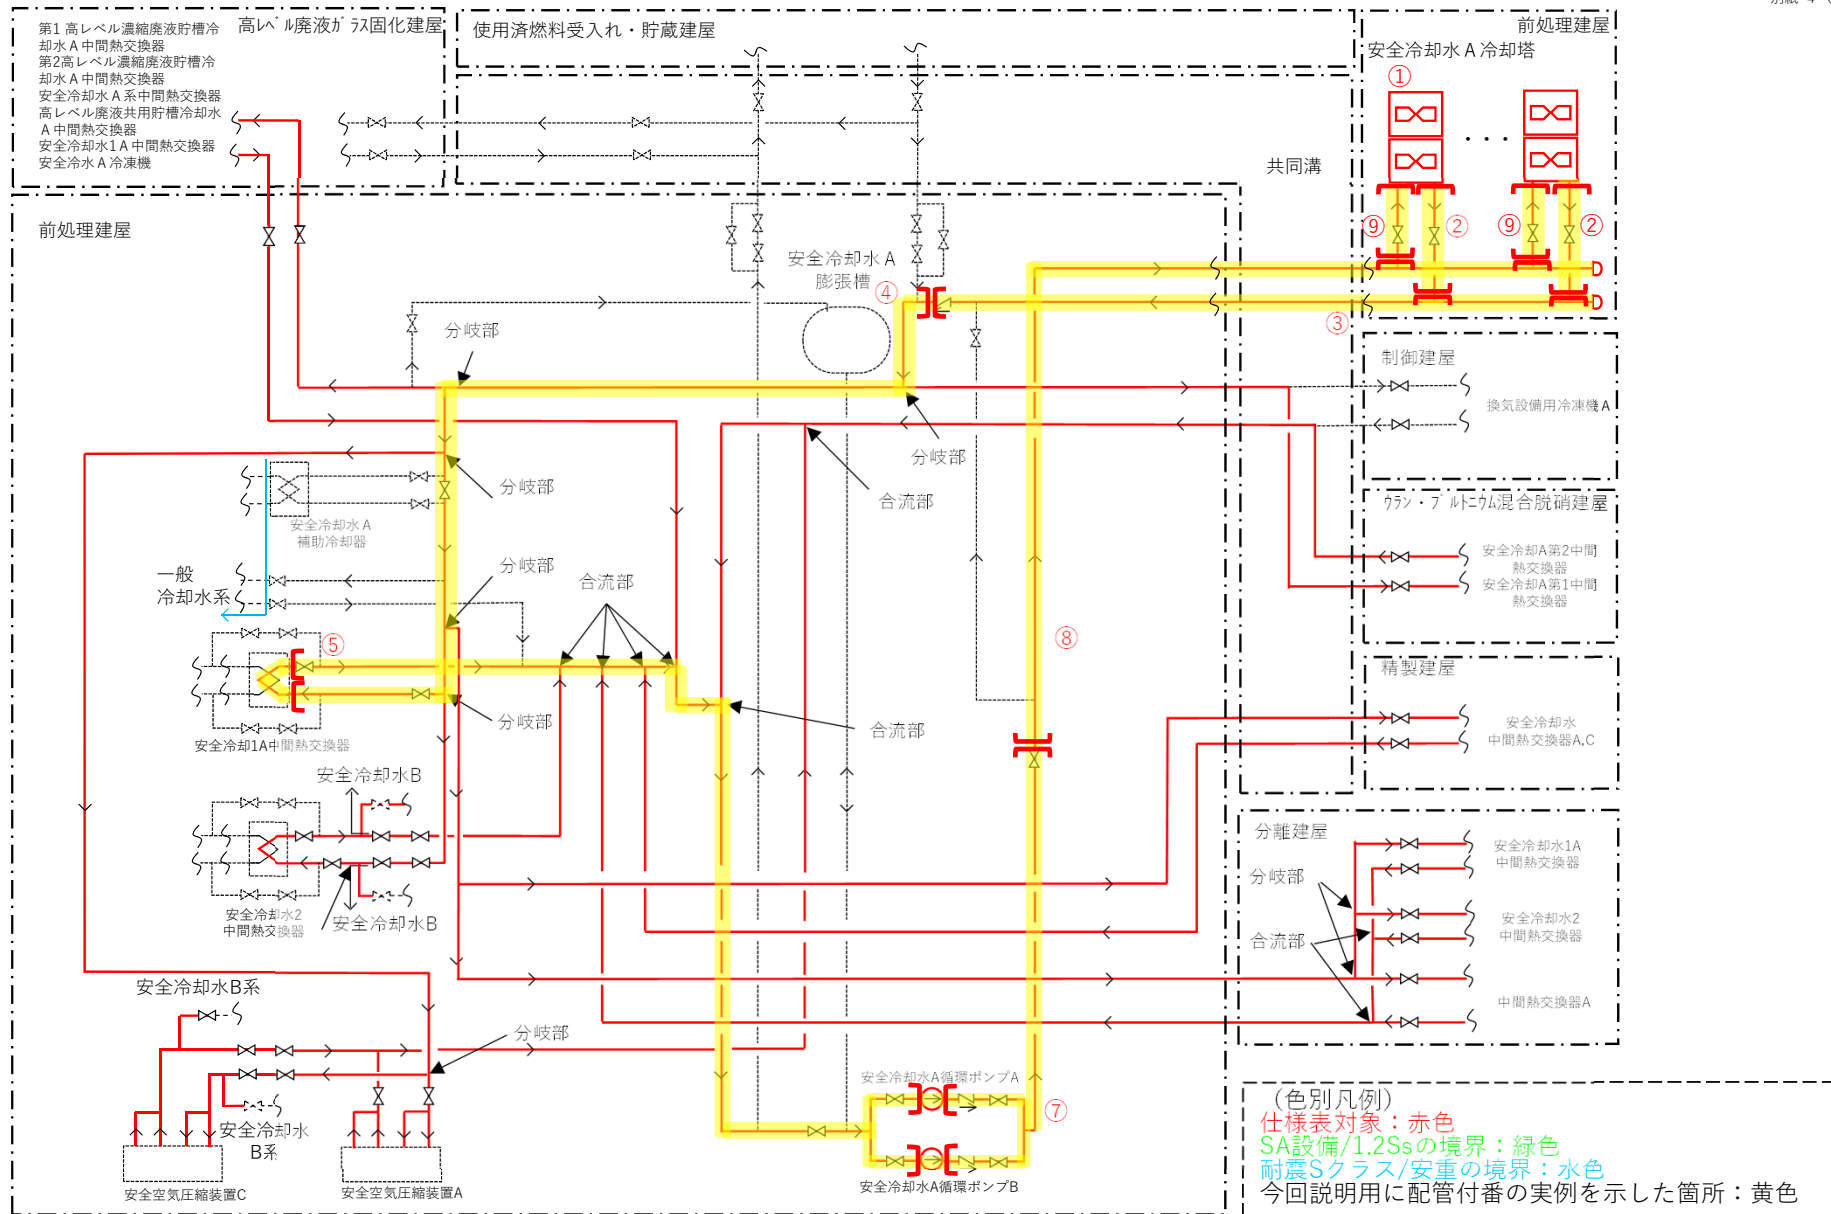 第1 高レベル濃縮廃液貯槽冷
却水A中間熱交換器
第2高レベル濃縮廃液貯槽冷
却水A中間熱交換器
安全冷却水A系中間熱交換器
高レベル廃液共用貯槽冷却水
A中間熱交換器
安全冷却水1A中間熱交換器
安全冷水A冷凍機
高ﾚﾍﾞﾙ廃液ｶﾞﾗｽ固化建屋
使用済燃料受入れ・貯蔵建屋
前処理建屋
安全冷却水A冷却塔
①
・・・
共同溝
⑨
②
⑨
②
前処理建屋
安全冷却水A
膨張槽
④
③
分岐部
制御建屋
換気設備用冷凍機A
分岐部
合流部
分岐部
ｳﾗﾝ・ﾌﾟﾙﾄﾆｳﾑ混合脱硝建屋
安全冷却水A
補助冷却器
安全冷却A第2中間
熱交換器
安全冷却A第1中間
熱交換器
一般
冷却水系
分岐部
合流部
⑤
⑧
精製建屋
安全冷却水
中間熱交換器A,C
分岐部
合流部
安全冷却1A中間熱交換器
安全冷却水B
安全冷却水2
中間熱交換器
安全冷却水B
分離建屋
安全冷却水1A
中間熱交換器
分岐部
安全冷却水2
中間熱交換器
合流部
中間熱交換器A
安全冷却水B系
分岐部
安全冷却水A循環ポンプA
⑦
安全冷却水
B系
安全冷却水A循環ポンプB
安全空気圧縮装置C
安全空気圧縮装置A
（色別凡例）
仕様表対象：赤色
SA設備/1.2Ssの境界：緑色
耐震Sクラス/安重の境界：水色
今回説明用に配管付番の実例を示した箇所：黄色